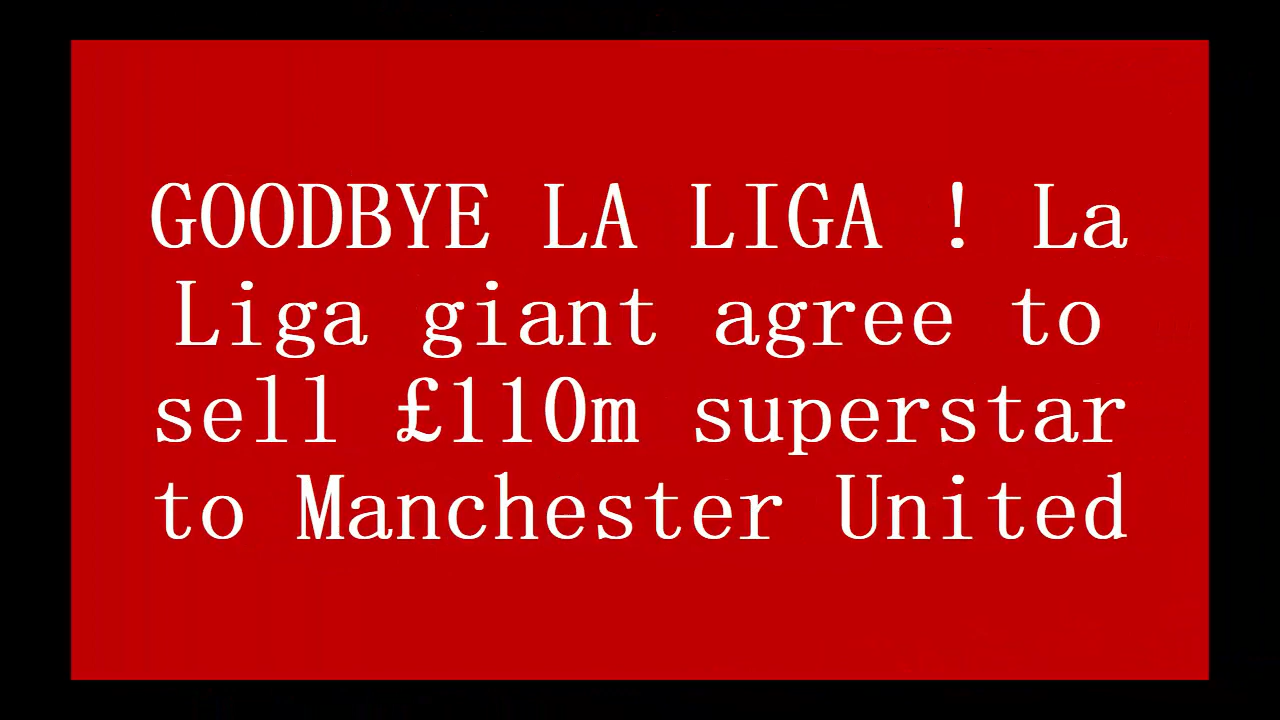 GOODBYE LA LIGA ! La
Liga giant agree to
sell £110m superstar
to Manchester United